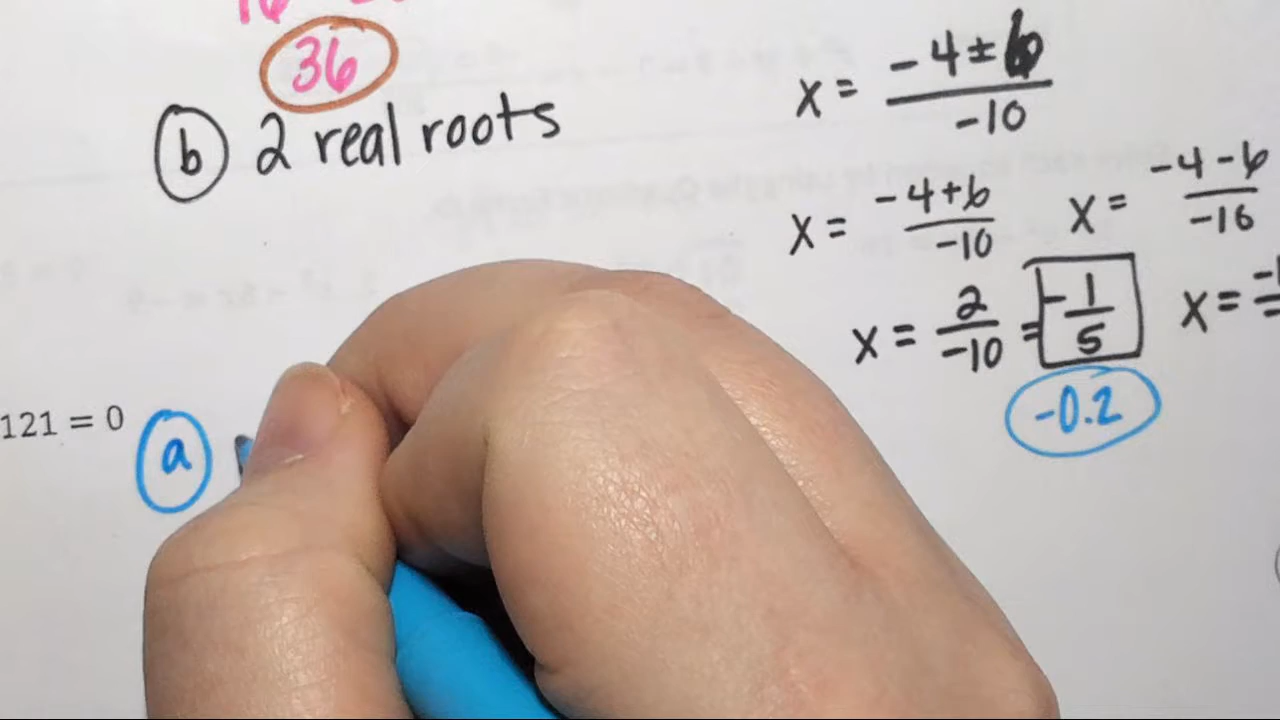 16
36
b 2 real roots
x = -4 ± 6 / -10
x = -4+6 / -10
x = -4-6 / -16
x = 2 / -10 = -1/5
x =
-0.2
121 = 0
a